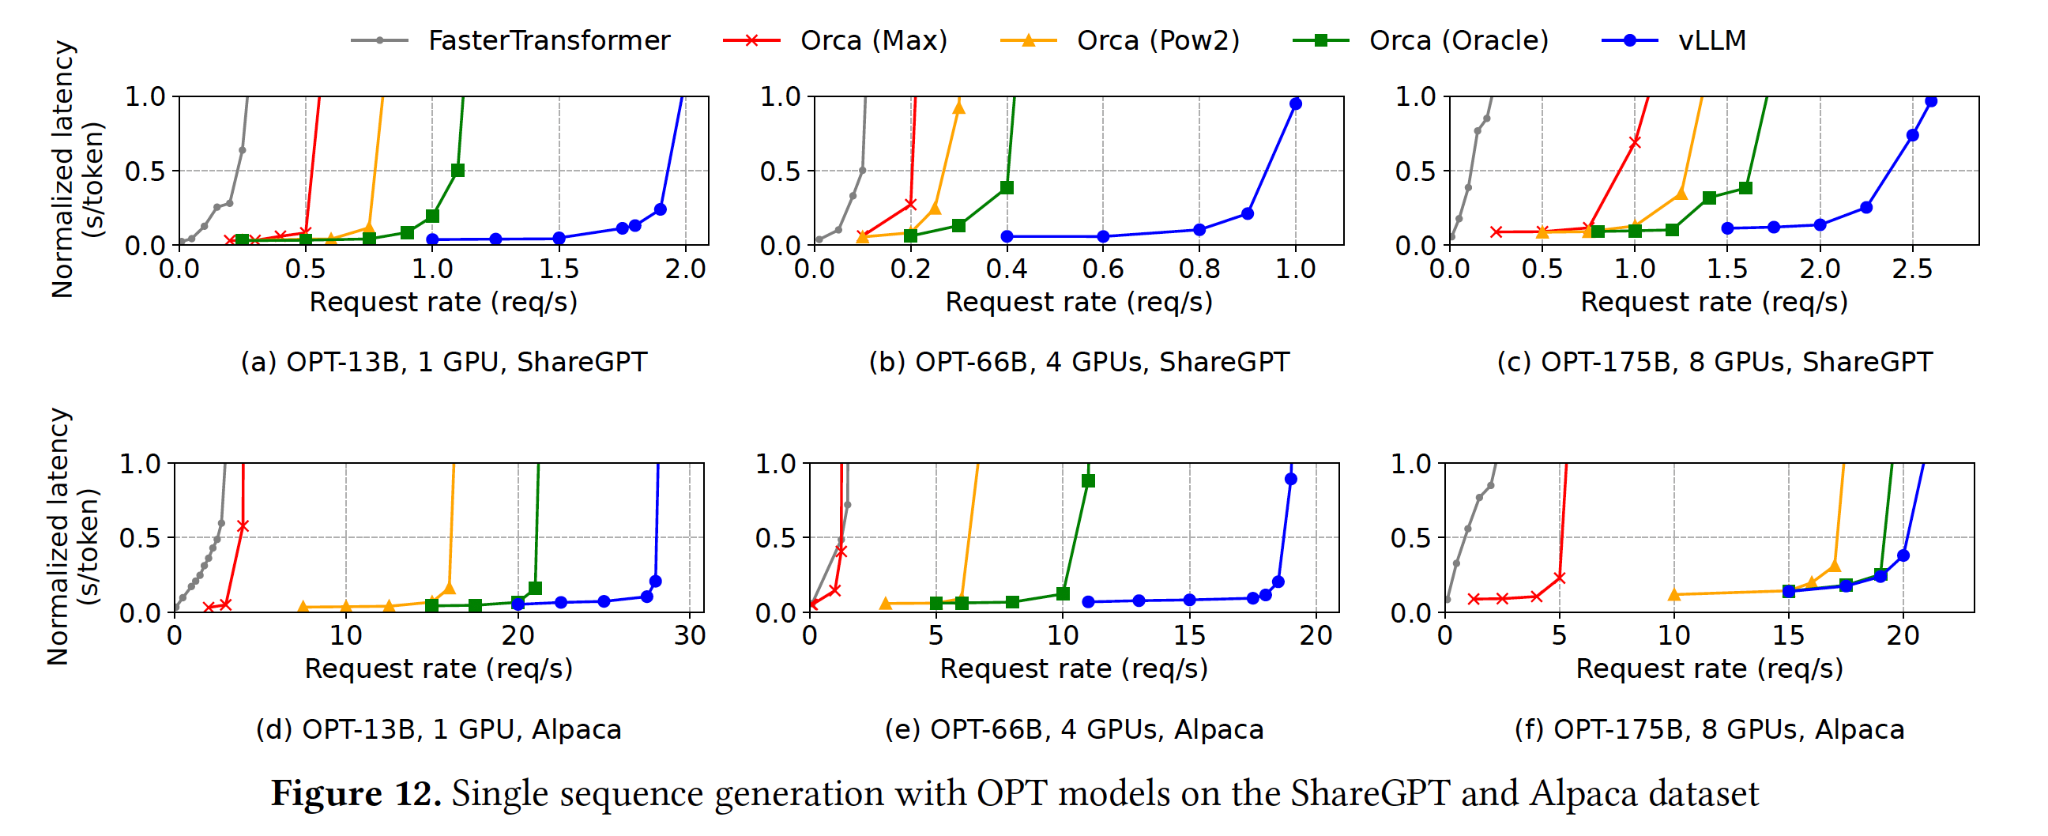 FasterTransformer Orca (Max) Orca (Pow2) Orca (Oracle) vLLM
Normalized latency
(s/token)
1.0
0.5
0.0
0.0 0.5 1.0 1.5 2.0
Request rate (req/s)
(a) OPT-13B, 1 GPU, ShareGPT
1.0
0.5
0.0
0.0 0.2 0.4 0.6 0.8 1.0
Request rate (req/s)
(b) OPT-66B, 4 GPUs, ShareGPT
1.0
0.5
0.0
0.0 0.5 1.0 1.5 2.0 2.5
Request rate (req/s)
(c) OPT-175B, 8 GPUs, ShareGPT
Normalized latency
(s/token)
1.0
0.5
0.0
0 10 20 30
Request rate (req/s)
(d) OPT-13B, 1 GPU, Alpaca
1.0
0.5
0.0
0 5 10 15 20
Request rate (req/s)
(e) OPT-66B, 4 GPUs, Alpaca
1.0
0.5
0.0
0 5 10 15 20
Request rate (req/s)
(f) OPT-175B, 8 GPUs, Alpaca
Figure 12. Single sequence generation with OPT models on the ShareGPT and Alpaca dataset